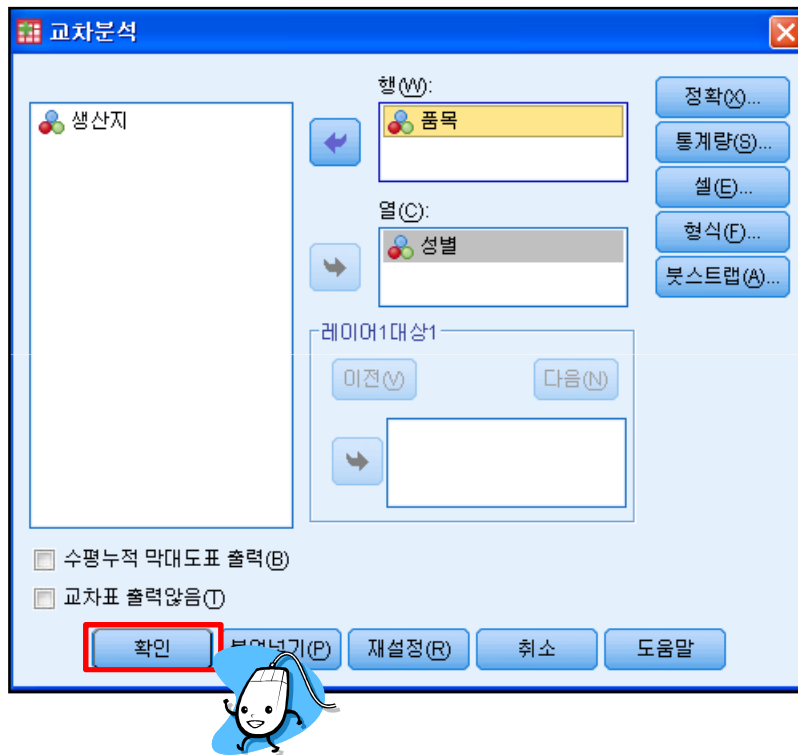 교차분석
행(W):
생산지
품목
정확(X)...
통계량(S)...
셀(E)...
열(C):
성별
형식(F)...
붓스트랩(A)...
레이어1대상1
이전(V)
다음(N)
수평누적 막대도표 출력(B)
교차표 출력않음(T)
확인
재설정(R)
취소
도움말